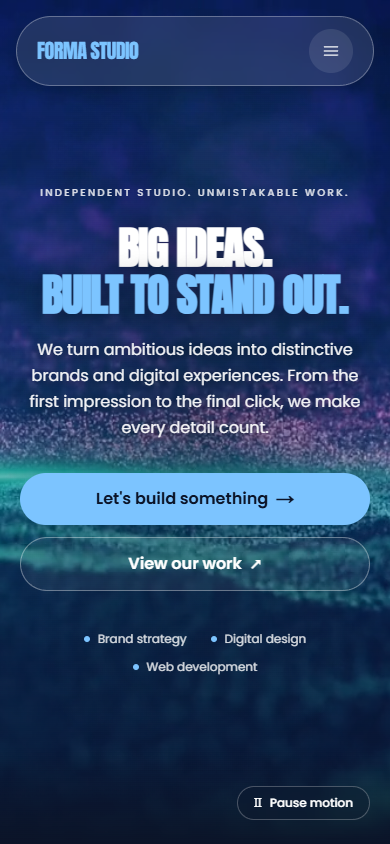 FORMA STUDIO
INDEPENDENT STUDIO. UNMISTAKABLE WORK.
BIG IDEAS.
BUILT TO STAND OUT.
We turn ambitious ideas into distinctive
brands and digital experiences. From the
first impression to the final click, we make
every detail count.
Let's build something →
View our work ↗
Brand strategy
Digital design
Web development
Pause motion